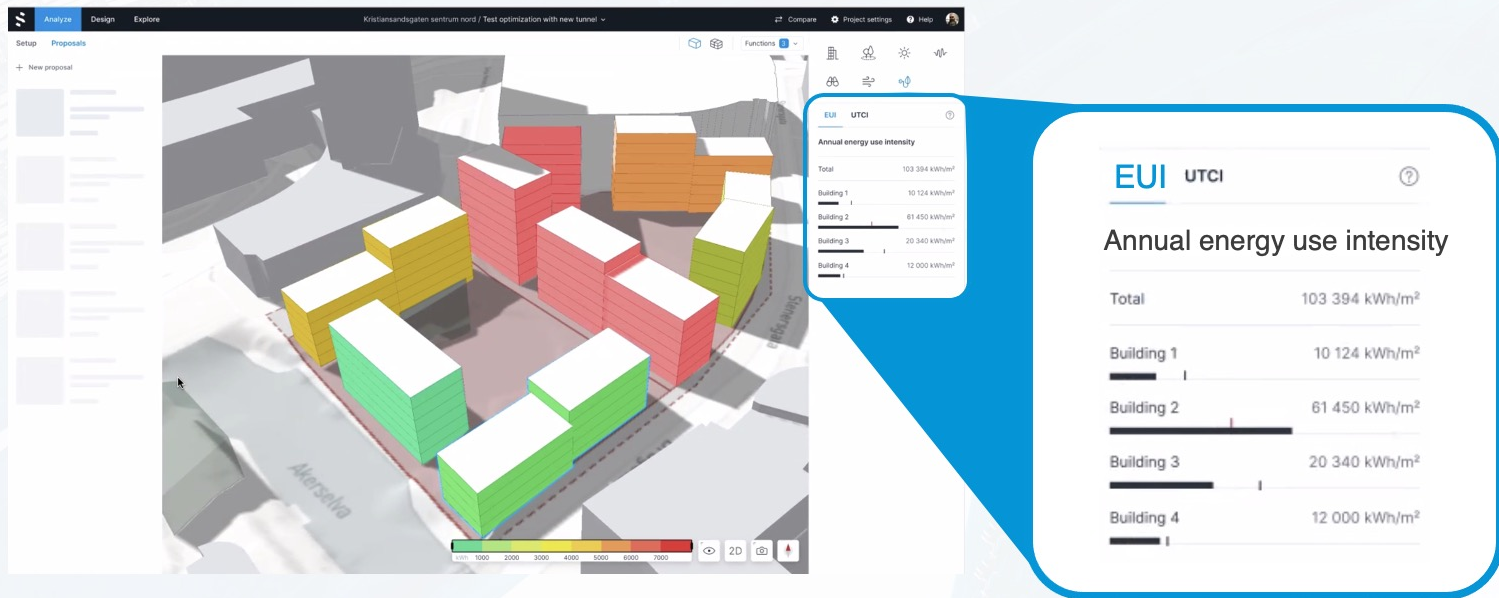 Analyze Design Explore Kristiansandsgaten sentrum nord / Test optimization with new tunnel Compare Project settings Help
Setup Proposals Functions 3
+ New proposal
EUI UTCI
Annual energy use intensity
Total 103 394 kWh/m²
Building 1 10 124 kWh/m²
Building 2 61 450 kWh/m²
Building 3 20 340 kWh/m²
Building 4 12 000 kWh/m²
Stenersgata
Akerselva
kWh 1000 2000 3000 4000 5000 6000 7000
2D
EUI UTCI
Annual energy use intensity
Total 103 394 kWh/m²
Building 1 10 124 kWh/m²
Building 2 61 450 kWh/m²
Building 3 20 340 kWh/m²
Building 4 12 000 kWh/m²